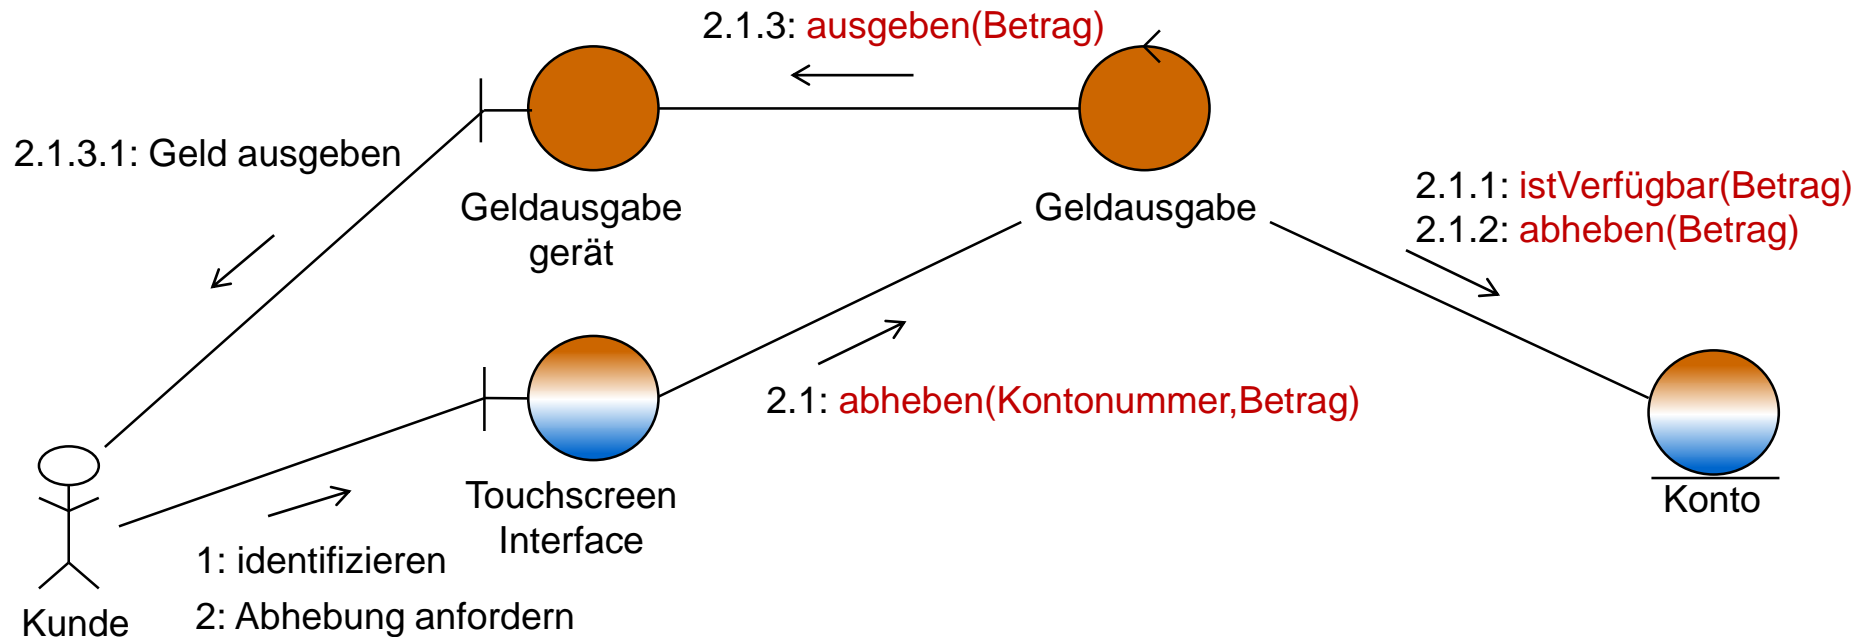 2.1.3: ausgeben(Betrag)
2.1.3.1: Geld ausgeben
Geldausgabe
gerät
Geldausgabe
2.1.1: istVerfügbar(Betrag)
2.1.2: abheben(Betrag)
2.1: abheben(Kontonummer,Betrag)
Touchscreen
Interface
Konto
1: identifizieren
2: Abhebung anfordern
Kunde